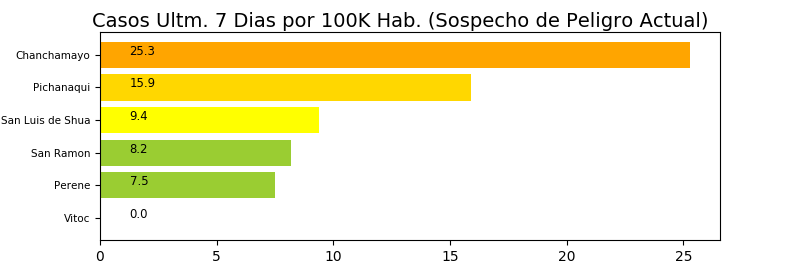 Casos Ultm. 7 Dias por 100K Hab. (Sospecho de Peligro Actual)
Chanchamayo 25.3
Pichanaqui 15.9
San Luis de Shua 9.4
San Ramon 8.2
Perene 7.5
Vitoc 0.0
0 5 10 15 20 25